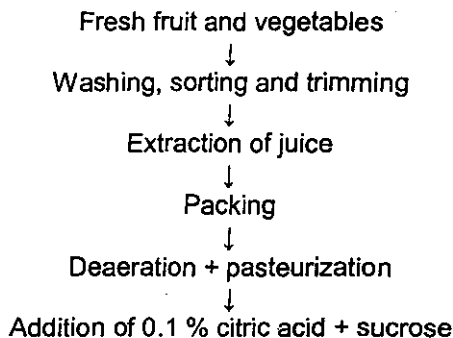 Fresh fruit and vegetables
↓
Washing, sorting and trimming
↓
Extraction of juice
↓
Packing
↓
Deaeration + pasteurization
↓
Addition of 0.1 % citric acid + sucrose